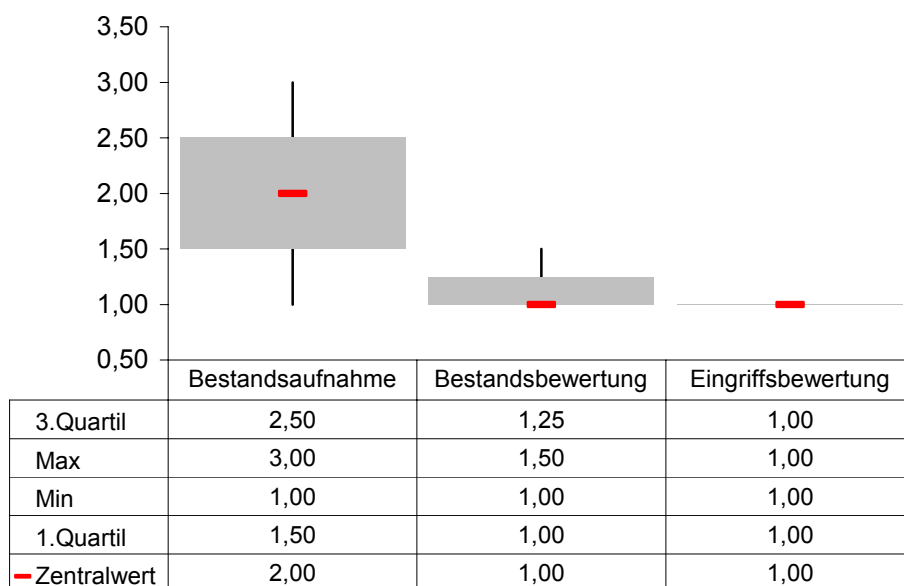 3,50
3,00
2,50
2,00
1,50
1,00
0,50
Bestandsaufnahme Bestandsbewertung Eingriffsbewertung
3.Quartil 2,50 1,25 1,00
Max 3,00 1,50 1,00
Min 1,00 1,00 1,00
1.Quartil 1,50 1,00 1,00
Zentralwert 2,00 1,00 1,00